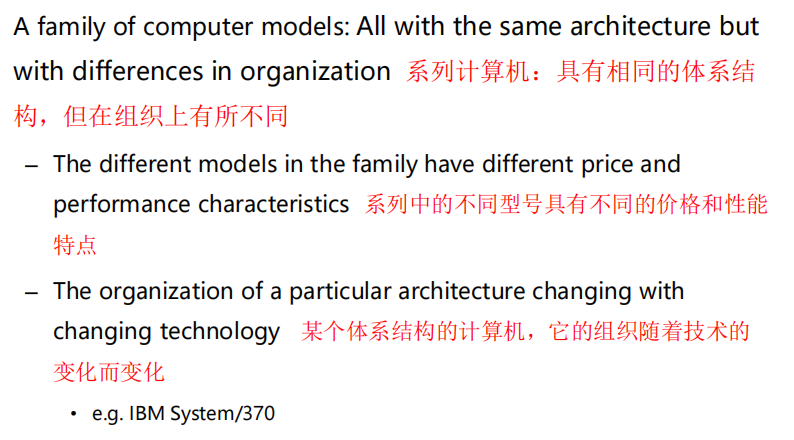 A family of computer models: All with the same architecture but
with differences in organization 系列计算机：具有相同的体系结
构，但在组织上有所不同
– The different models in the family have different price and
performance characteristics 系列中的不同型号具有不同的价格和性能
特点
– The organization of a particular architecture changing with
changing technology 某个体系结构的计算机，它的组织随着技术的
变化而变化
• e.g. IBM System/370